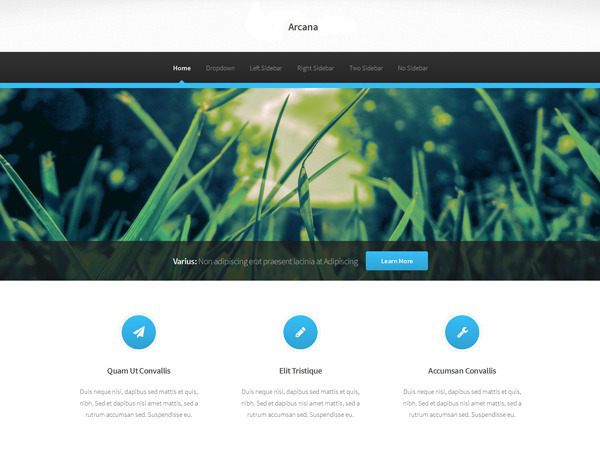 Arcana
Home Dropdown Left Sidebar Right Sidebar Two Sidebar No Sidebar
Varius: Non adipiscing erat praesent lacinia at Adipiscing Learn More
Quam Ut Convallis
Duis neque nisi, dapibus sed mattis et quis,
nibh. Sed et dapibus nisl amet mattis, sed a
rutrum accumsan sed. Suspendisse eu.
Elit Tristique
Duis neque nisi, dapibus sed mattis et quis,
nibh. Sed et dapibus nisl amet mattis, sed a
rutrum accumsan sed. Suspendisse eu.
Accumsan Convallis
Duis neque nisi, dapibus sed mattis et quis,
nibh. Sed et dapibus nisl amet mattis, sed a
rutrum accumsan sed. Suspendisse eu.